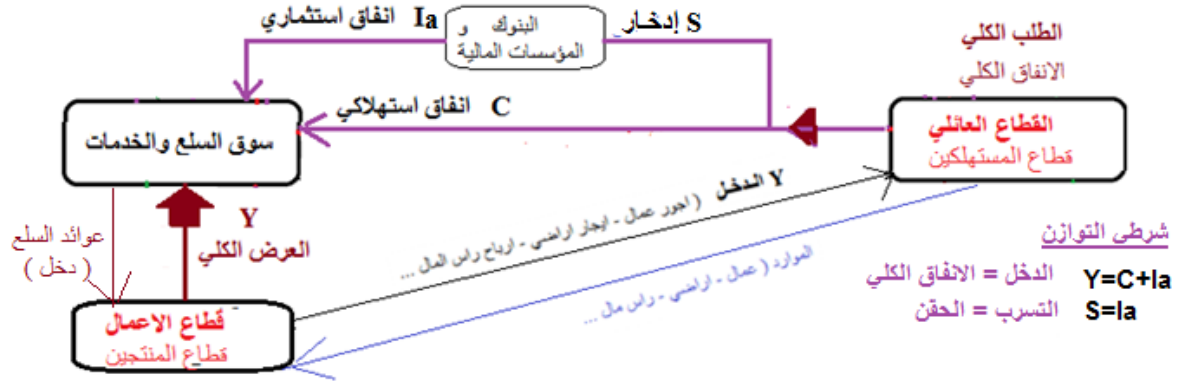 S إدخار
البنوك و
المؤسسات المالية
Ia انفاق استثماري
الطلب الكلي
الانفاق الكلي
القطاع العائلي
قطاع المستهلكين
C انفاق استهلاكي
سوق السلع والخدمات
Y
العرض الكلي
عوائد السلع
( دخل )
Y الدخل ( اجور عمال - ايجار اراضي - ارباح راس المال ...
الموارد ( عمال - اراضي - راس مال ...
قطاع الاعمال
قطاع المنتجين
شرطي التوازن
الدخل = الانفاق الكلي Y=C+Ia
التسرب = الحقن S=Ia